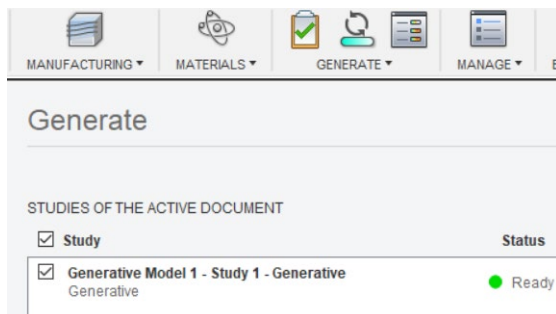 MANUFACTURING MATERIALS GENERATE MANAGE
Generate
STUDIES OF THE ACTIVE DOCUMENT
Study Status
Generative Model 1 - Study 1 - Generative
Generative
Ready